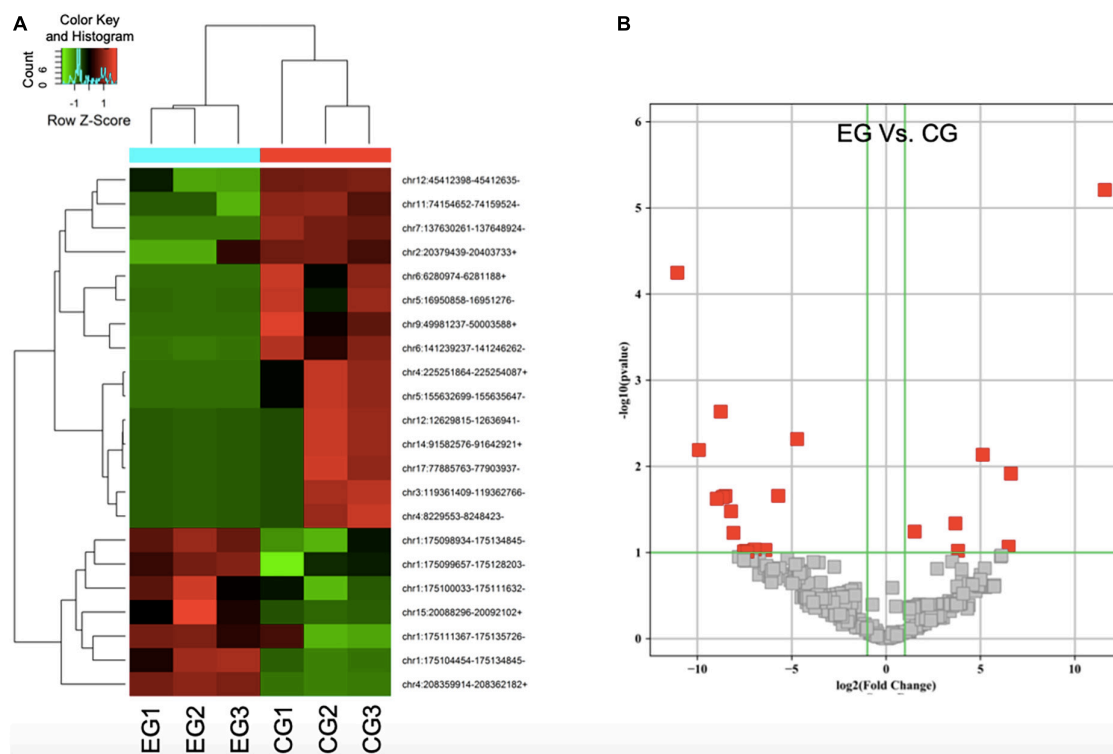 A
Color Key
and Histogram
Count
0 6
-1 1
Row Z-Score
chr12:45412398-45412635-
chr11:74154652-74159524-
chr7:137630261-137648924-
chr2:20379439-20403733+
chr6:6280974-6281188+
chr5:16950858-16951276-
chr9:49981237-50003588+
chr6:141239237-141246262-
chr4:225251864-225254087+
chr5:155632699-155635647-
chr12:12629815-12636941-
chr14:91582576-91642921+
chr17:77885763-77903937-
chr3:119361409-119362766-
chr4:8229553-8248423-
chr1:175098934-175134845-
chr1:175099657-175128203-
chr1:175100033-175111632-
chr15:20088296-20092102+
chr1:175111367-175135726-
chr1:175104454-175134845-
chr4:208359914-208362182+
EG1 EG2 EG3 CG1 CG2 CG3
B
EG Vs. CG
-log10(pvalue)
6
5
4
3
2
1
0
−10 −5 0 5 10
log2(Fold Change)